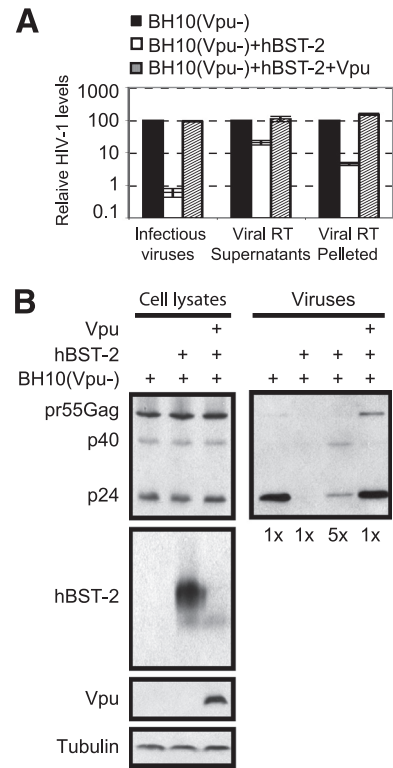 A
BH10(Vpu-)
BH10(Vpu-)+hBST-2
BH10(Vpu-)+hBST-2+Vpu
Relaive HIV-1 levels
1000
100
10
1
0.1
Infectious viruses
Viral RT Supernatants
Viral RT Pelleted
B
Cell lysates
Viruses
Vpu + +
hBST-2 + + + + +
BH10(Vpu-) + + + + + + +
pr55Gag
p40
p24
1x 1x 5x 1x
hBST-2
Vpu
Tubulin